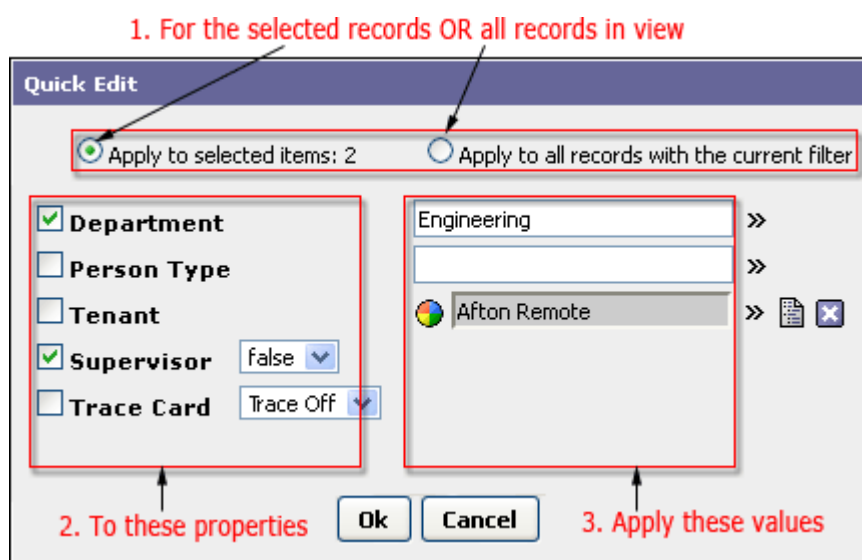 1. For the selected records OR all records in view
Quick Edit
Apply to selected items: 2 Apply to all records with the current filter
Department Engineering »
Person Type »
Tenant Afton Remote »
Supervisor false
Trace Card Trace Off
2. To these properties Ok Cancel 3. Apply these values